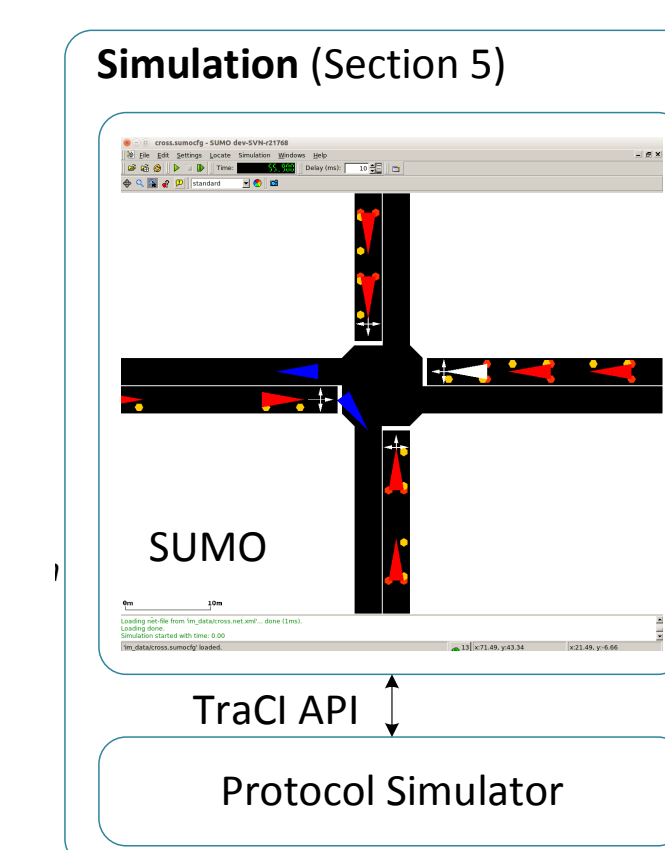 Simulation (Section 5)
cross.sumocfg - SUMO dev-SVN-r21768
File Edit Settings Locate Simulation Windows Help
Time: 55.900 Delay (ms): 10
standard
SUMO
0m 10m
Loading net-file from 'im_data/cross.net.xml'... done (1ms).
Loading done.
Simulation started with time: 0.00
'im_data/cross.sumocfg' loaded. 13 x:71.49, y:43.34 x:21.49, y:-6.66
TraCI API
Protocol Simulator